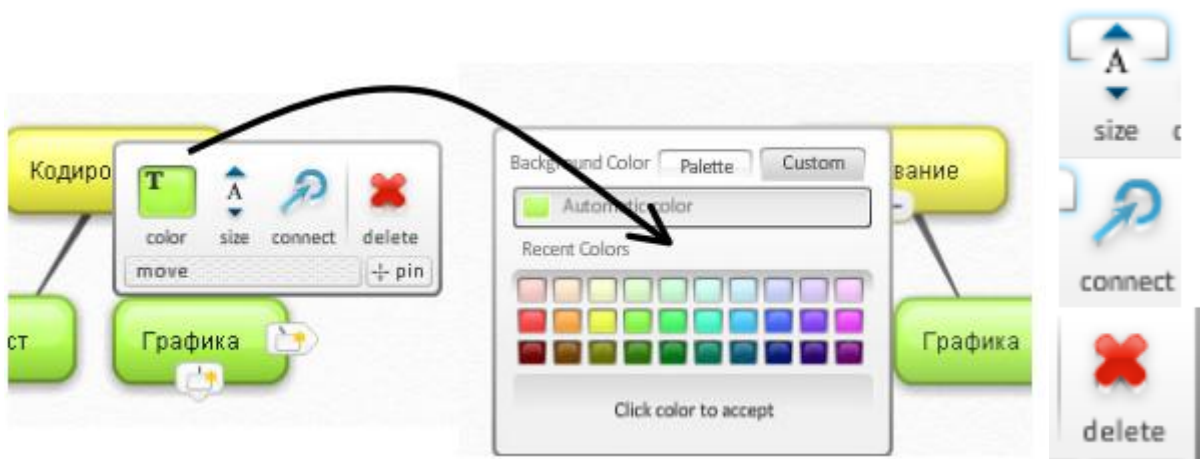 Кодиро
T
A
color size connect delete
move pin
ст
Графика
Background Color Palette Custom
Automatic color
Recent Colors
Click color to accept
вание
Графика
A
size
connect
delete